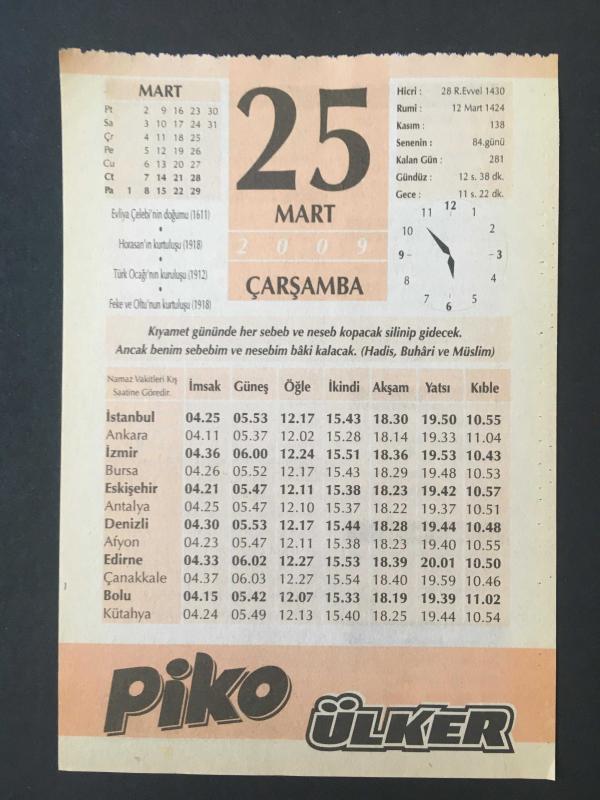 MART
Pt 2 9 16 23 30
Sa 3 10 17 24 31
Çr 4 11 18 25
Pe 5 12 19 26
Cu 6 13 20 27
Ct 7 14 21 28
Pa 1 8 15 22 29
Evliya Çelebi'nin doğumu (1611)
Horasan'ın kurtuluşu (1918)
Türk Ocağı'nın kuruluşu (1912)
Feke ve Oltu'nun kurtuluşu (1918)
25
MART
2009
ÇARŞAMBA
Hicri : 28 R.Evvel 1430
Rumi : 12 Mart 1424
Kasım : 138
Senenin : 84.günü
Kalan Gün : 281
Gündüz : 12 s. 38 dk.
Gece : 11 s. 22 dk.
12
11 1
10 2
9 3
8 4
7 5
6
Kıyamet gününde her sebeb ve neseb kopacak silinip gidecek.
Ancak benim sebebim ve nesebim bâki kalacak. (Hadis, Buhâri ve Müslim)
Namaz Vakitleri Kış
Saatine Göredir.
İmsak Güneş Öğle İkindi Akşam Yatsı Kıble
İstanbul 04.25 05.53 12.17 15.43 18.30 19.50 10.55
Ankara 04.11 05.37 12.02 15.28 18.14 19.33 11.04
İzmir 04.36 06.00 12.24 15.51 18.36 19.53 10.43
Bursa 04.26 05.52 12.17 15.43 18.29 19.48 10.53
Eskişehir 04.21 05.47 12.11 15.38 18.23 19.42 10.57
Antalya 04.25 05.47 12.10 15.37 18.22 19.37 10.51
Denizli 04.30 05.53 12.17 15.44 18.28 19.44 10.48
Afyon 04.23 05.47 12.11 15.38 18.23 19.40 10.55
Edirne 04.33 06.02 12.27 15.53 18.39 20.01 10.50
Çanakkale 04.37 06.03 12.27 15.54 18.40 19.59 10.46
Bolu 04.15 05.42 12.07 15.33 18.19 19.39 11.02
Kütahya 04.24 05.49 12.13 15.40 18.25 19.44 10.54
Piko
ÜLKER